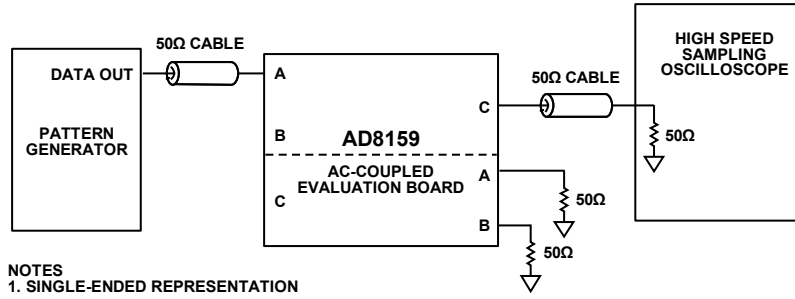 50Ω CABLE
DATA OUT
PATTERN
GENERATOR
A
B
C
AD8159
AC-COUPLED
EVALUATION BOARD
C
A
B
50Ω CABLE
50Ω
50Ω
HIGH SPEED
SAMPLING
OSCILLOSCOPE
50Ω
NOTES
1. SINGLE-ENDED REPRESENTATION